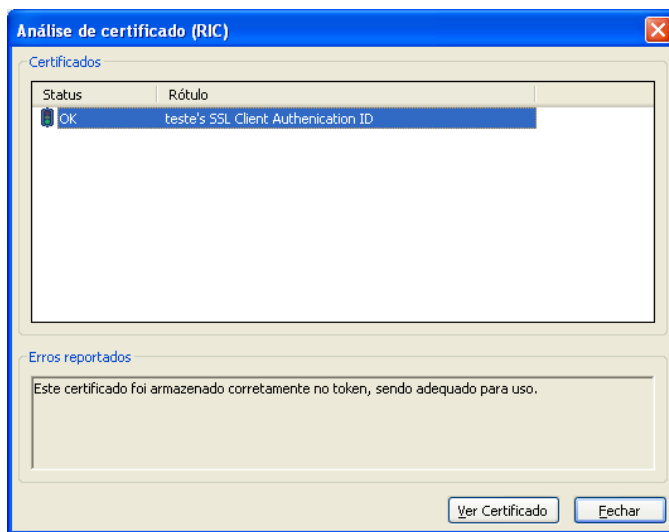 Análise de certificado (RIC)
Certificados
Status Rótulo
OK teste's SSL Client Authenication ID
Erros reportados
Este certificado foi armazenado corretamente no token, sendo adequado para uso.
Ver Certificado Fechar